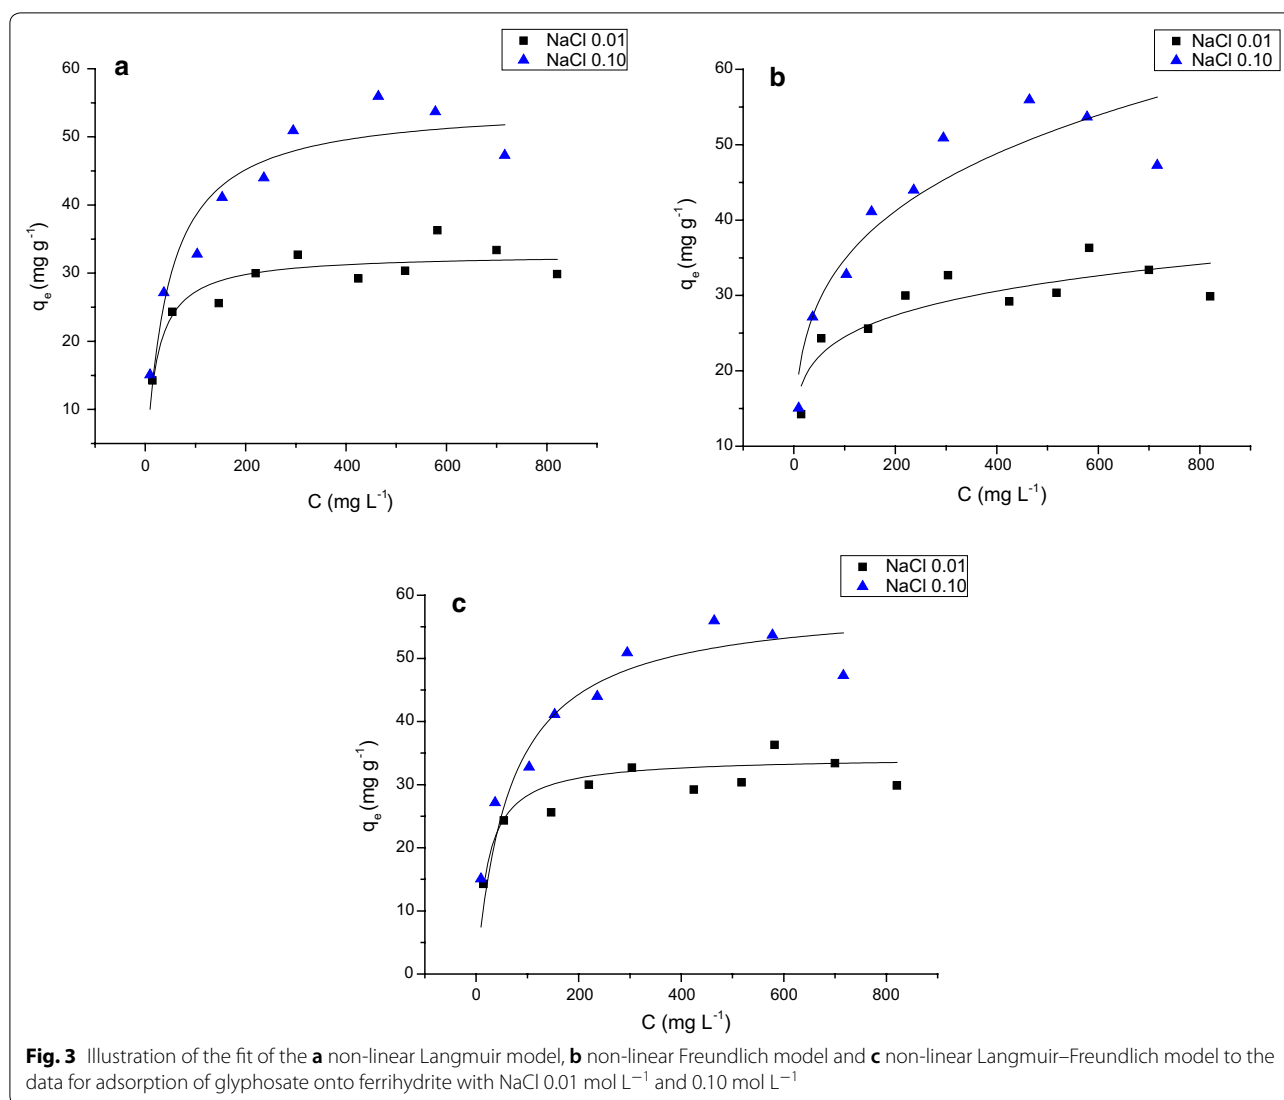 NaCl 0.01
NaCl 0.10
a
60
50
40
30
20
10
qe (mg g-1)
0
200
400
600
800
C (mg L-1)
NaCl 0.01
NaCl 0.10
b
60
50
40
30
20
10
qe (mg g-1)
0
200
400
600
800
C (mg L-1)
NaCl 0.01
NaCl 0.10
c
60
50
40
30
20
10
0
qe (mg g-1)
0
200
400
600
800
C (mg L-1)
Fig. 3 Illustration of the fit of the a non-linear Langmuir model, b non-linear Freundlich model and c non-linear Langmuir–Freundlich model to the
data for adsorption of glyphosate onto ferrihydrite with NaCl 0.01 mol L−1 and 0.10 mol L−1